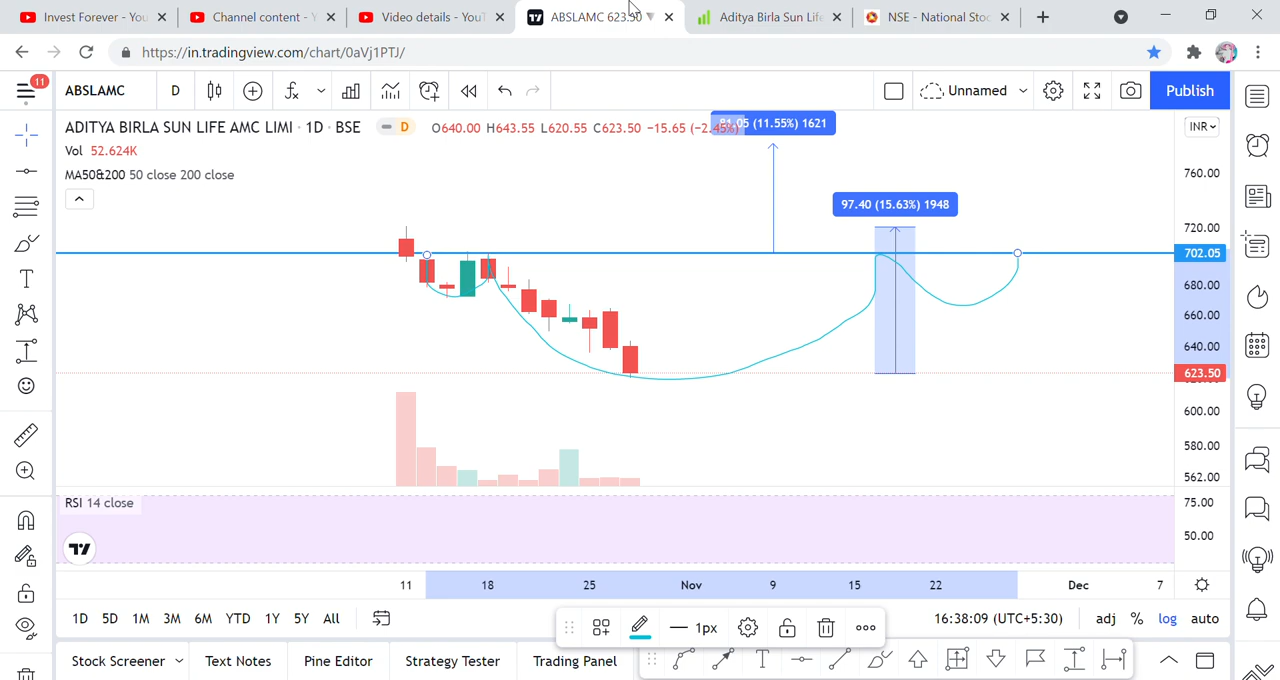 Invest Forever - You
Channel content - Y
Video details - YouT
ABSLAMC 623.50
Aditya Birla Sun Life
NSE - National Stoc
https://in.tradingview.com/chart/0aVj1PTJ/
11
ABSLAMC
D
Unnamed
Publish
ADITYA BIRLA SUN LIFE AMC LIMI · 1D · BSE
D
O640.00 H643.55 L620.55 C623.50 −15.65 (−2.45%)
81.05 (11.55%) 1621
INR
Vol 52.624K
MA50&200 50 close 200 close
760.00
97.40 (15.63%) 1948
720.00
702.05
680.00
660.00
640.00
623.50
600.00
580.00
562.00
RSI 14 close
75.00
50.00
11 18 25 Nov 9 15 22 Dec 7
1D 5D 1M 3M 6M YTD 1Y 5Y All
1px
16:38:09 (UTC+5:30)
adj % log auto
Stock Screener
Text Notes
Pine Editor
Strategy Tester
Trading Panel